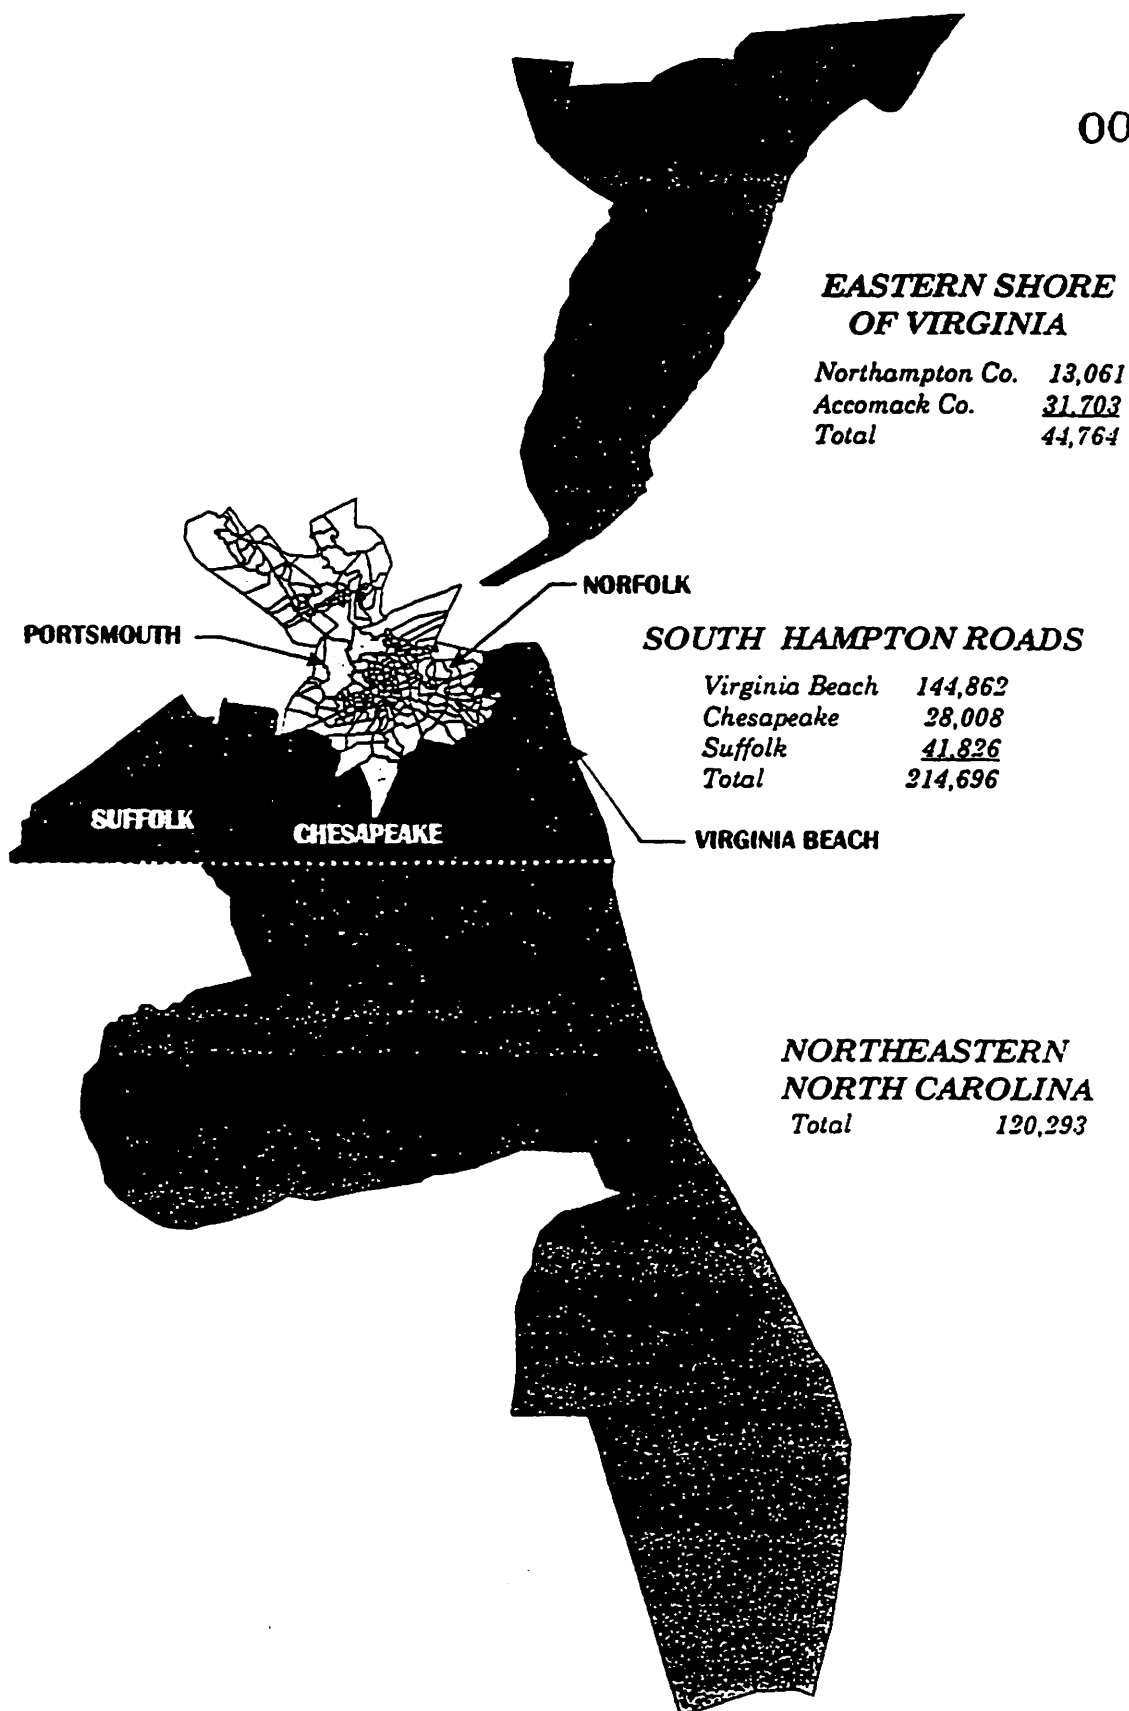 00
EASTERN SHORE
OF VIRGINIA
Northampton Co. 13,061
Accomack Co. 31,703
Total 44,764
NORFOLK
PORTSMOUTH
SOUTH HAMPTON ROADS
Virginia Beach 144,862
Chesapeake 28,008
Suffolk 41,826
Total 214,696
SUFFOLK
CHESAPEAKE
VIRGINIA BEACH
NORTHEASTERN
NORTH CAROLINA
Total 120,293